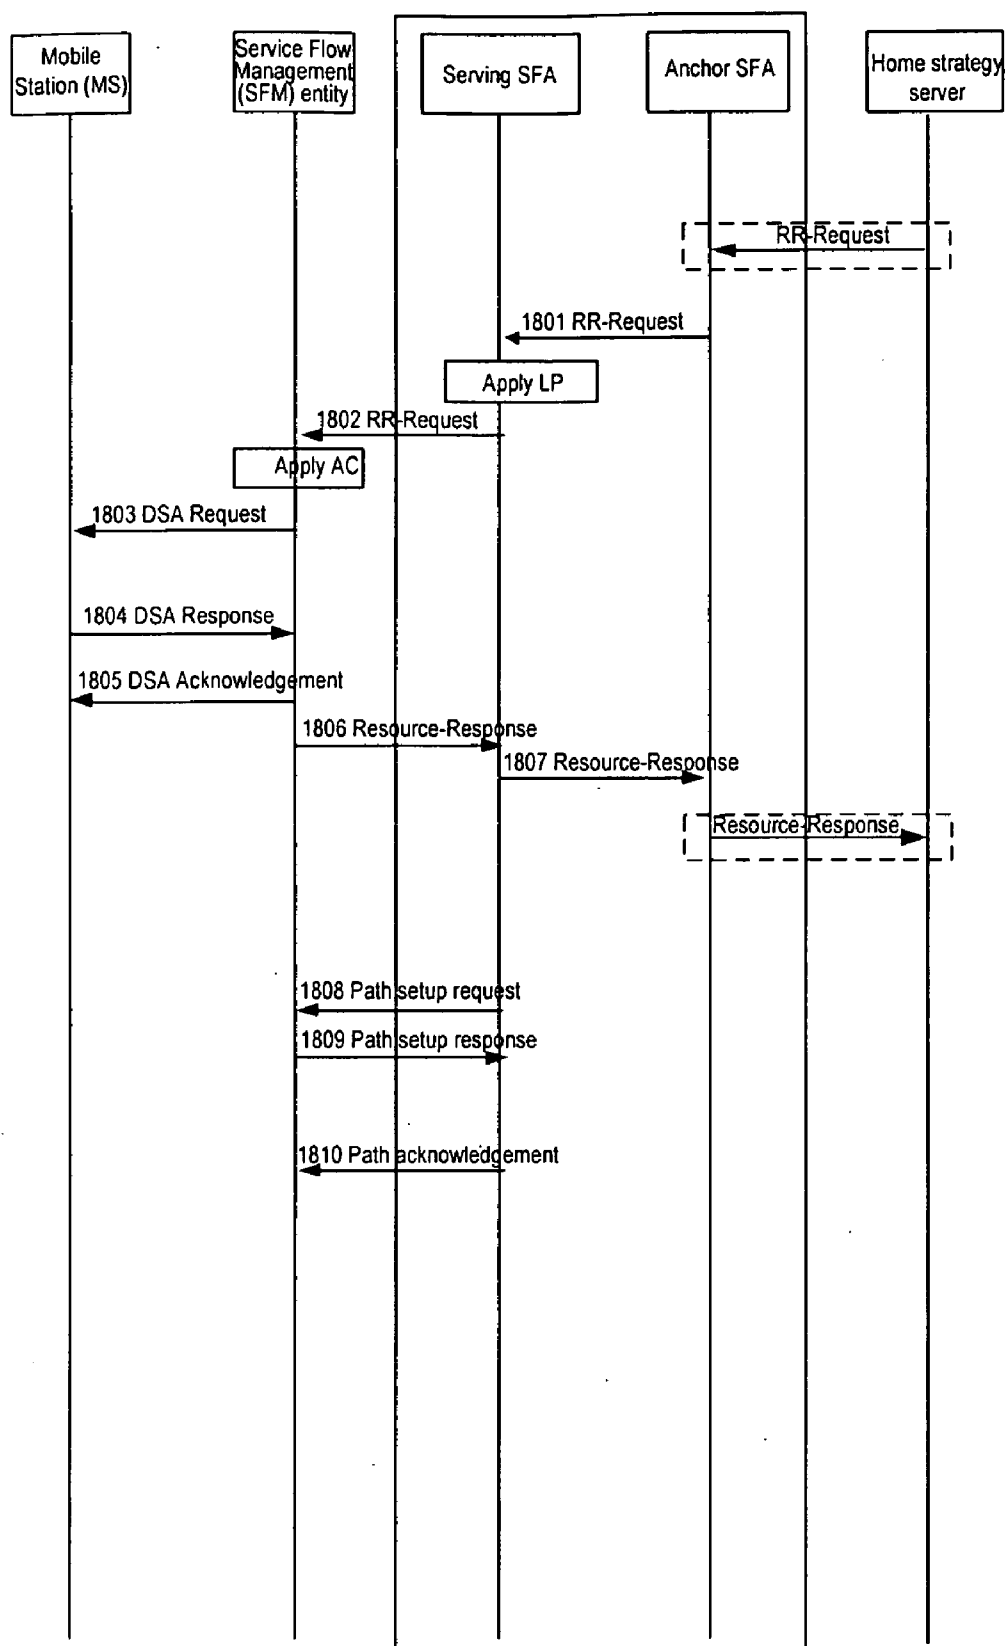 Mobile
Station (MS)
Service Flow
Management
(SFM) entity
Serving SFA
Anchor SFA
Home strategy
server
RR-Request
1801 RR-Request
Apply LP
1802 RR-Request
Apply AC
1803 DSA Request
1804 DSA Response
1805 DSA Acknowledgement
1806 Resource-Response
1807 Resource-Response
Resource-Response
1808 Path setup request
1809 Path setup response
1810 Path acknowledgement